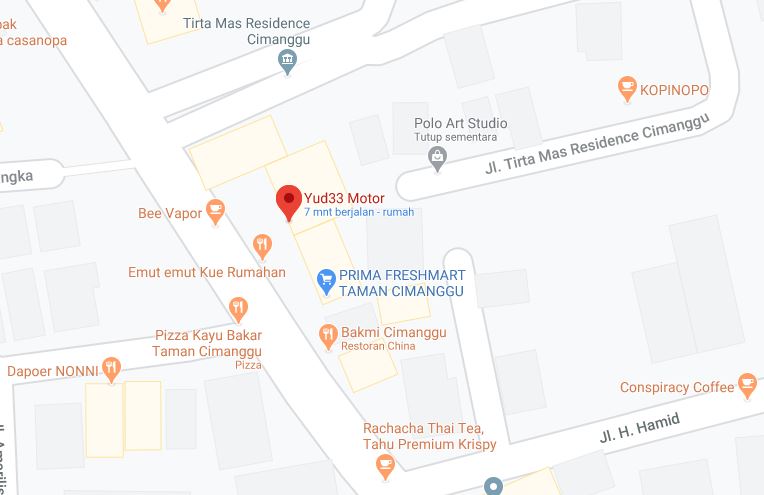 Tirta Mas Residence
Cimanggu
casanopa
KOPINOPO
Polo Art Studio
Tutup sementara
Jl. Tirta Mas Residence Cimanggu
Yud33 Motor
7 mnt berjalan - rumah
Bee Vapor
Emut emut Kue Rumahan
PRIMA FRESHMART
TAMAN CIMANGGU
Pizza Kayu Bakar
Taman Cimanggu
Pizza
Bakmi Cimanggu
Restoran China
Dapoer NONNI
Conspiracy Coffee
Jl. H. Hamid
Rachacha Thai Tea,
Tahu Premium Krispy